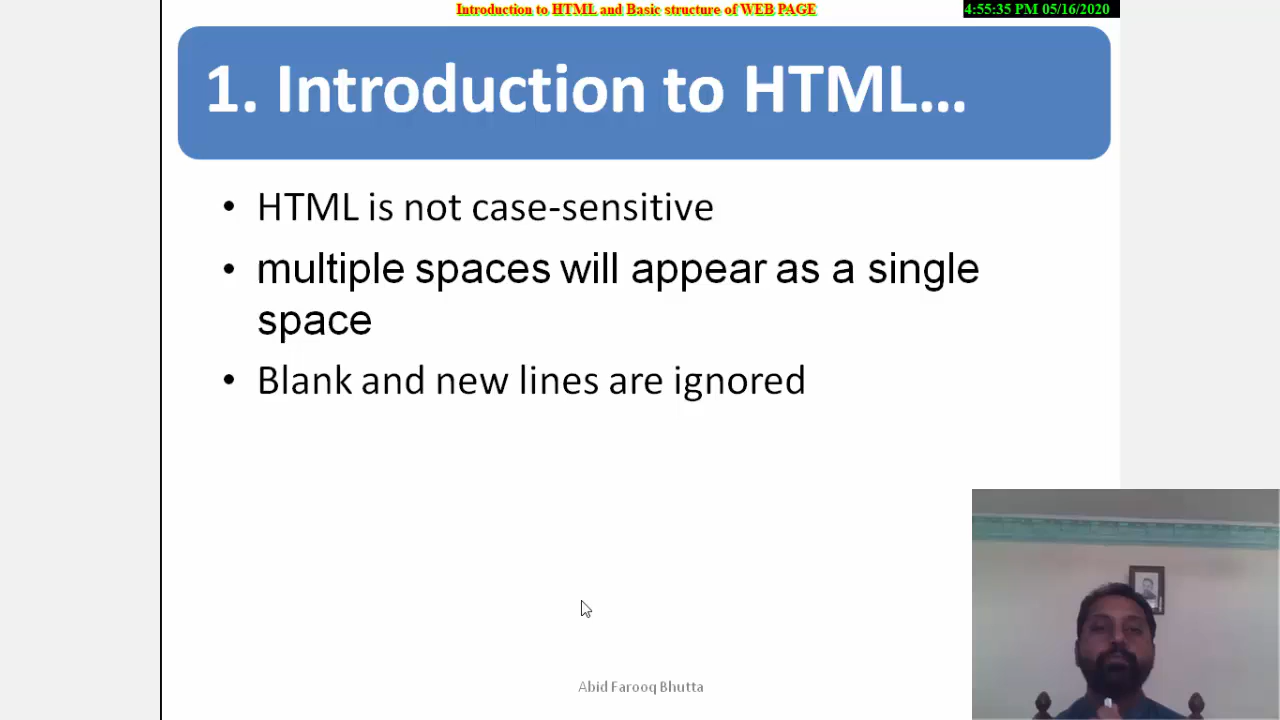 Introduction to HTML and Basic structure of WEB PAGE
4:55:35 PM 05/16/2020
1. Introduction to HTML...
• HTML is not case-sensitive
• multiple spaces will appear as a single
space
• Blank and new lines are ignored
Abid Farooq Bhutta